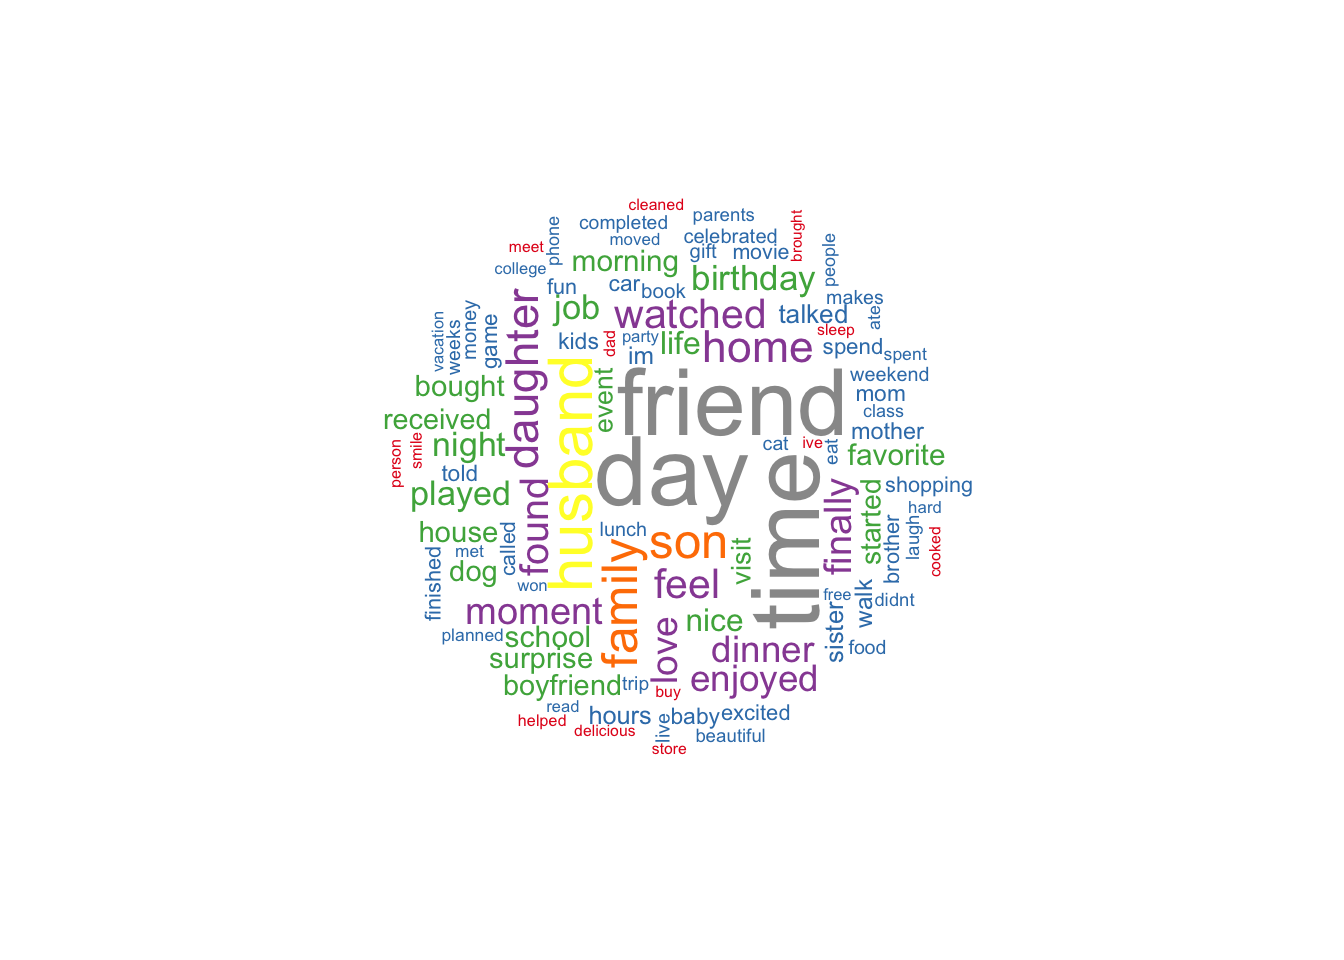 cleaned
completed
parents
moved
celebrated
brought
meet
phone
gift
movie
people
college
morning
birthday
fun
car
book
makes
job
watched
talked
ates
vacation
weeks
money
game
daughter
kids
dad
party
im
life
home
sleep
spend
spent
bought
husband
event
friend
weekend
mom
class
received
night
person
smile
told
day
cat
ive
eat
mother
favorite
played
found
time
finally
started
shopping
hard
house
called
lunch
son
visit
brother
laugh
cooked
met
dog
finished
won
family
feel
free
walk
didnt
moment
planned
school
surprise
love
nice
dinner
sister
food
boyfriend
trip
buy
enjoyed
read
helped
hours
delicious
live
baby
excited
beautiful
store